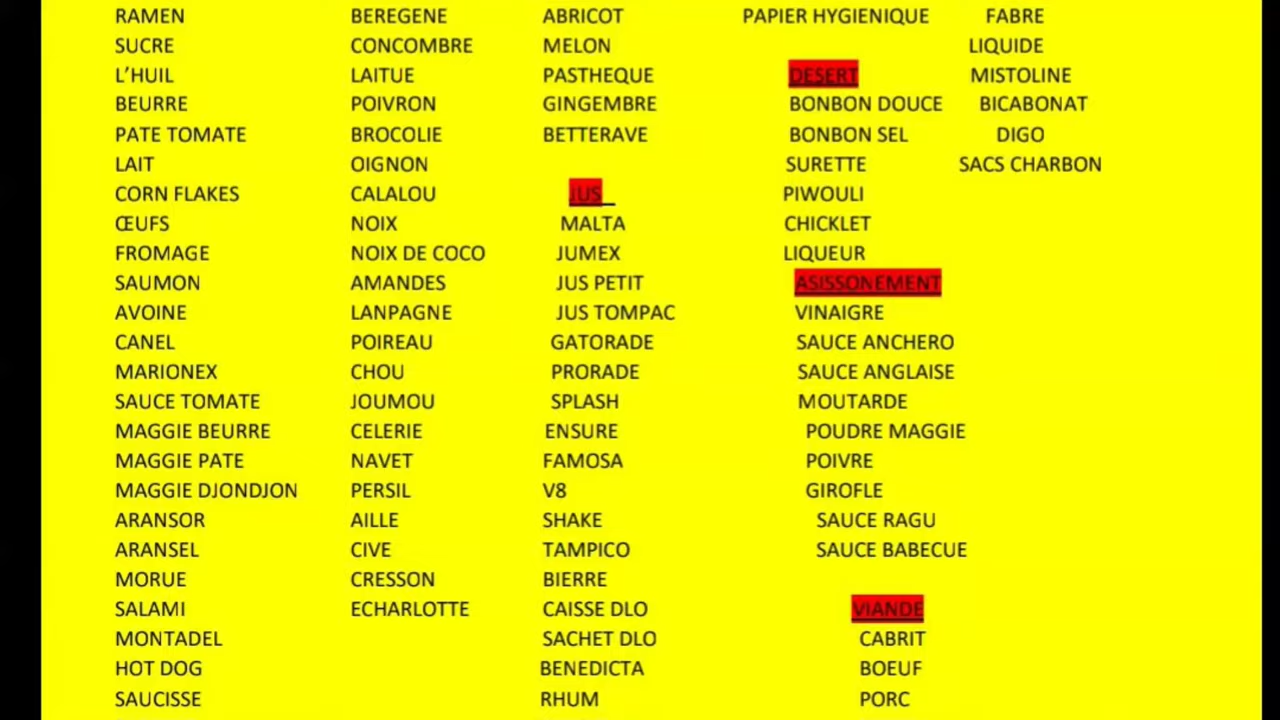 RAMEN BEREGENE ABRICOT PAPIER HYGIENIQUE FABRE
SUCRE CONCOMBRE MELON LIQUIDE
L’HUIL LAITUE PASTHEQUE DESERT MISTOLINE
BEURRE POIVRON GINGEMBRE BONBON DOUCE BICABONAT
PATE TOMATE BROCOLIE BETTERAVE BONBON SEL DIGO
LAIT OIGNON SURETTE SACS CHARBON
CORN FLAKES CALALOU JUS PIWOULI
ŒUFS NOIX MALTA CHICKLET
FROMAGE NOIX DE COCO JUMEX LIQUEUR
SAUMON AMANDES JUS PETIT ASISSONEMENT
AVOINE LANPAGNE JUS TOMPAC VINAIGRE
CANEL POIREAU GATORADE SAUCE ANCHERO
MARIONEX CHOU PRORADE SAUCE ANGLAISE
SAUCE TOMATE JOUMOU SPLASH MOUTARDE
MAGGIE BEURRE CELERIE ENSURE POUDRE MAGGIE
MAGGIE PATE NAVET FAMOSA POIVRE
MAGGIE DJONDJON PERSIL V8 GIROFLE
ARANSOR AILLE SHAKE SAUCE RAGU
ARANSEL CIVE TAMPICO SAUCE BABECUE
MORUE CRESSON BIERRE
SALAMI ECHARLOTTE CAISSE DLO VIANDE
MONTADEL SACHET DLO CABRIT
HOT DOG BENEDICTA BOEUF
SAUCISSE RHUM PORC